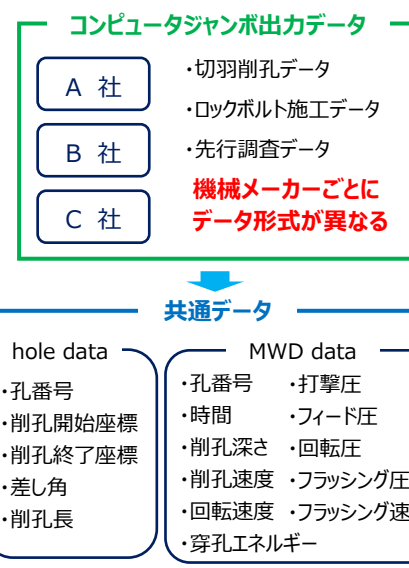 コンピュータジャンボ出力データ
A 社
B 社
C 社
・切羽削孔データ
・ロックボルト施工データ
・先行調査データ
機械メーカーごとに
データ形式が異なる
共通データ
hole data
・孔番号
・削孔開始座標
・削孔終了座標
・差し角
・削孔長
MWD data
・孔番号
・時間
・削孔深さ
・削孔速度
・回転速度
・穿孔エネルギー
・打撃圧
・フィード圧
・回転圧
・フラッシング圧
・フラッシング速